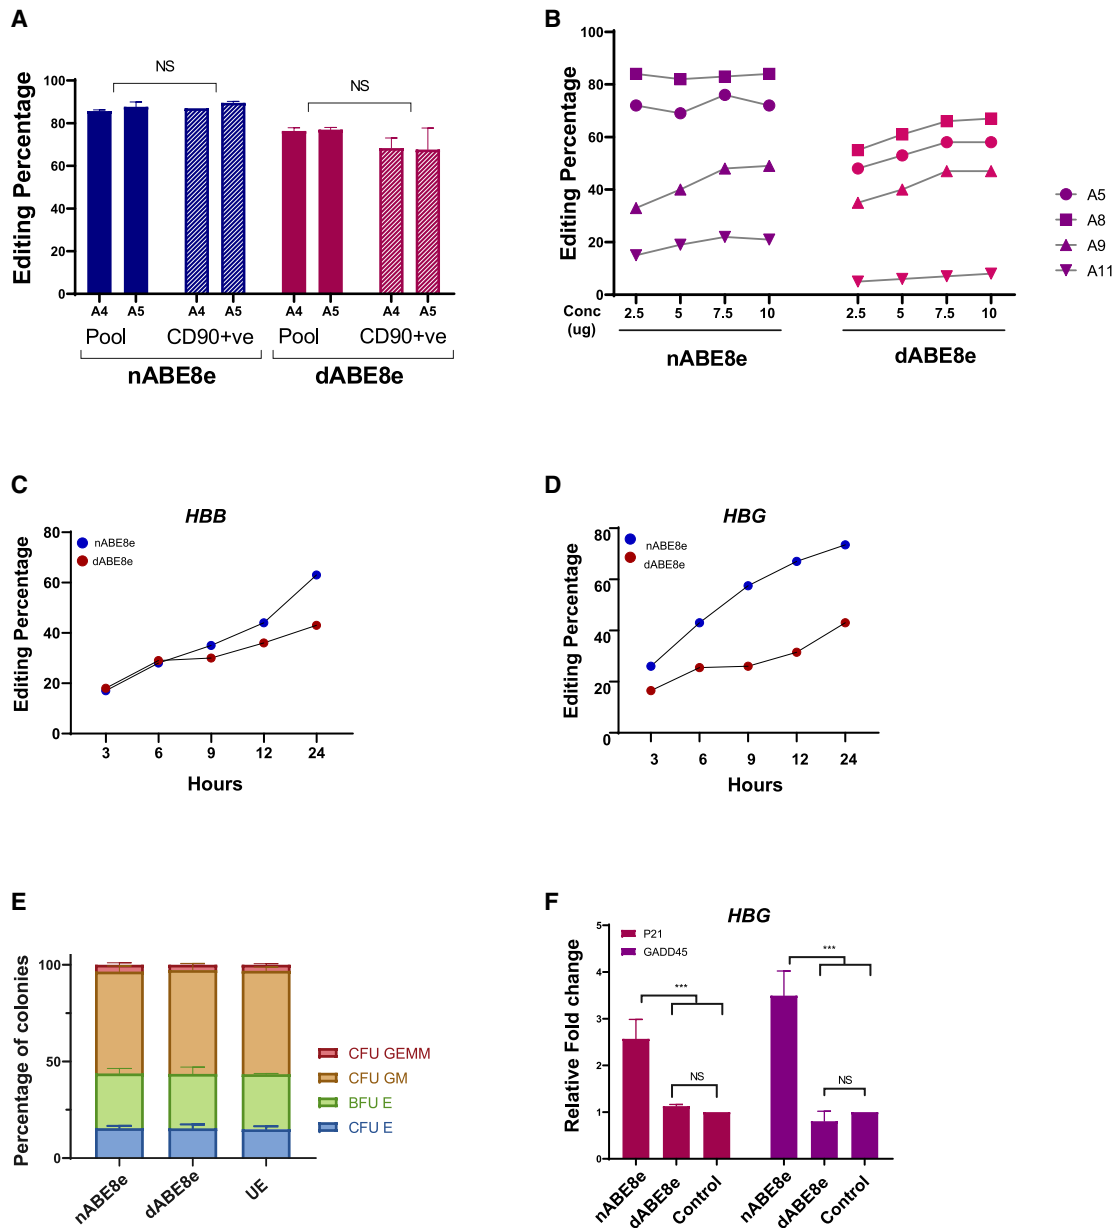 A
NS
NS
Editing Percentage
100
80
60
40
20
0
A4 A5 A4 A5 A4 A5 A4 A5
Pool CD90+ve Pool CD90+ve
nABE8e dABE8e
B
Editing Percentage
100
80
60
40
20
0
Conc (ug)
2.5 5 7.5 10 2.5 5 7.5 10
nABE8e dABE8e
A5
A8
A9
A11
C
HBB
nABE8e
dABE8e
Editing Percentage
80
60
40
20
0
3 6 9 12 24
Hours
D
HBG
nABE8e
dABE8e
Editing Percentage
80
60
40
20
0
3 6 9 12 24
Hours
E
Percentage of colonies
100
50
0
nABE8e dABE8e UE
CFU GEMM
CFU GM
BFU E
CFU E
F
HBG
P21
GADD45
Relative Fold change
5
4
3
2
1
0
***
NS
***
NS
nABE8e dABE8e Control nABE8e dABE8e Control